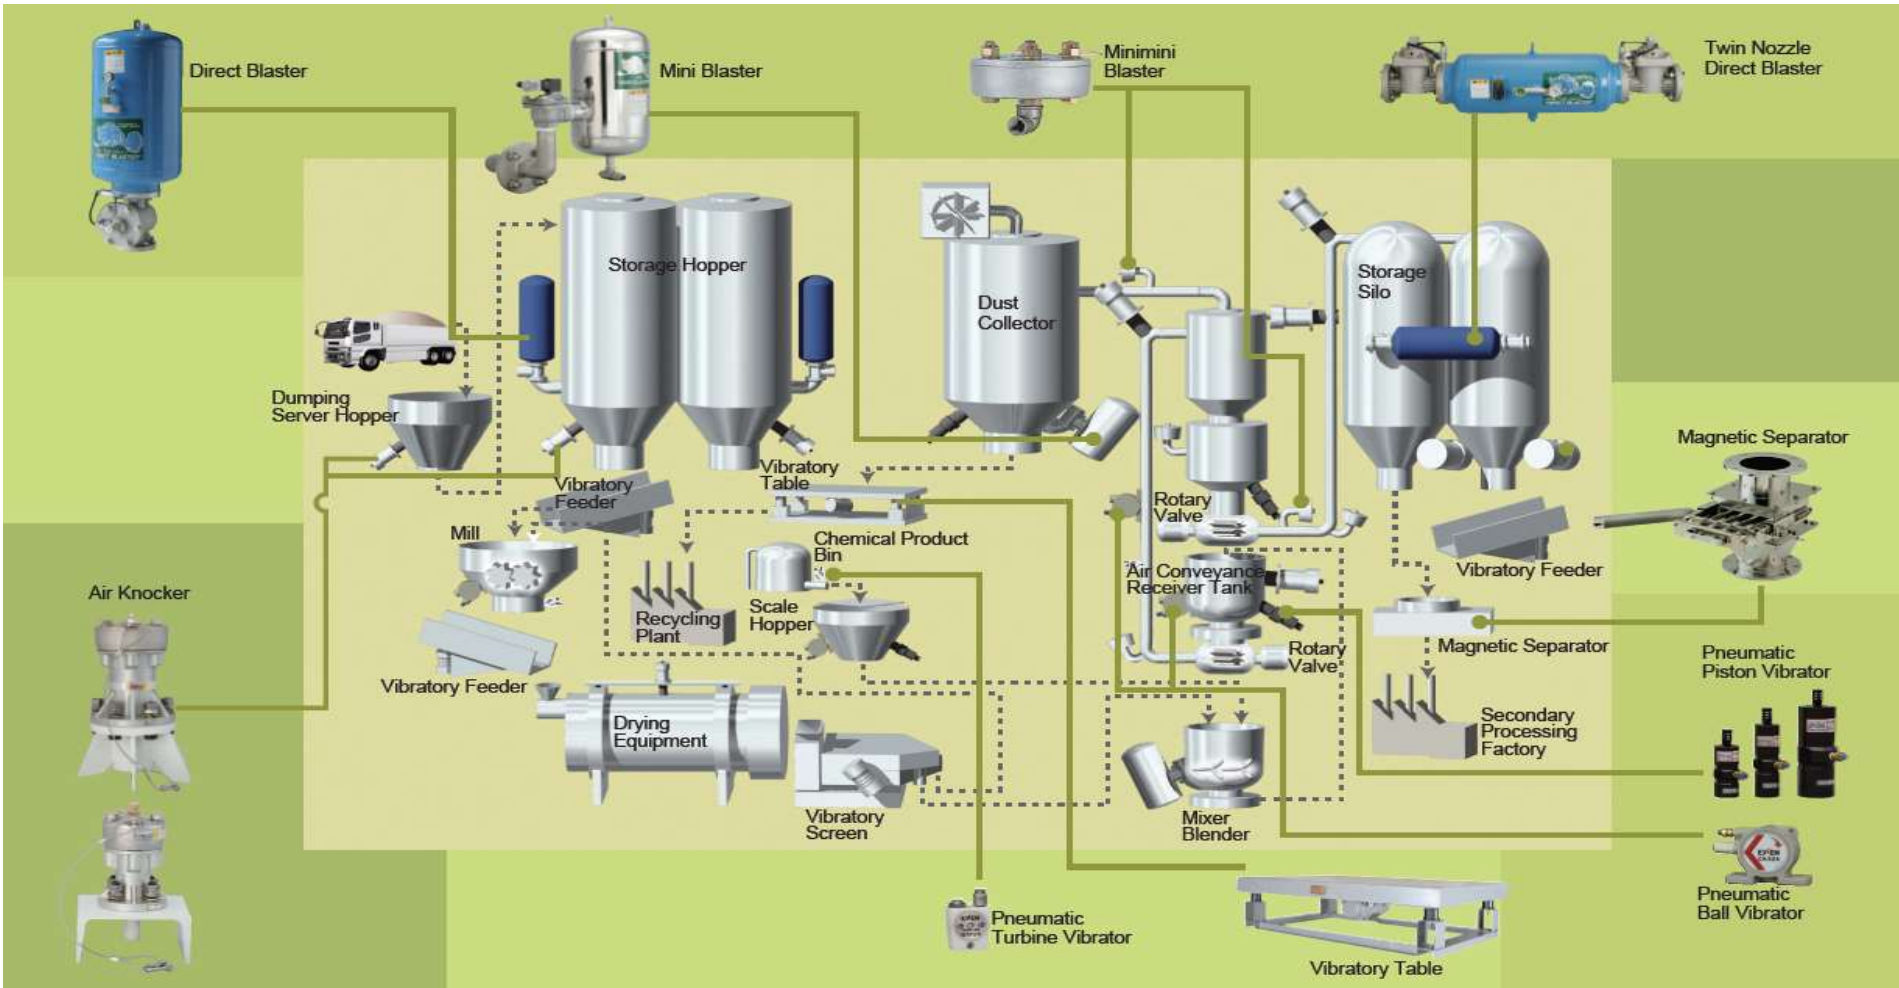 Direct Blaster
Mini Blaster
Minimini
Blaster
Twin Nozzle
Direct Blaster
Storage Hopper
Dust
Collector
Storage
Silo
Dumping
Server Hopper
Magnetic Separator
Vibratory
Feeder
Vibratory
Table
Rotary
Valve
Mill
Chemical Product
Bin
Vibratory Feeder
Air Conveyance
Receiver Tank
Air Knocker
Recycling
Plant
Scale
Hopper
Magnetic Separator
Rotary
Valve
Pneumatic
Piston Vibrator
Vibratory Feeder
Drying
Equipment
Secondary
Processing
Factory
Vibratory
Screen
Mixer
Blender
Pneumatic
Ball Vibrator
Pneumatic
Turbine Vibrator
Vibratory Table